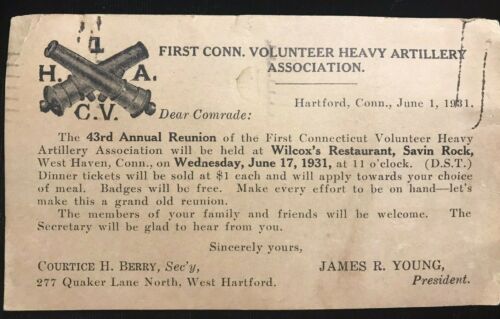 1
H. A.
C.V.
FIRST CONN. VOLUNTEER HEAVY ARTILLERY
ASSOCIATION.
Hartford, Conn., June 1, 1931.
Dear Comrade:
The 43rd Annual Reunion of the First Connecticut Volunteer Heavy
Artillery Association will be held at Wilcox's Restaurant, Savin Rock,
West Haven, Conn., on Wednesday, June 17, 1931, at 11 o'clock. (D.S.T.)
Dinner tickets will be sold at $1 each and will apply towards your choice
of meal. Badges will be free. Make every effort to be on hand—let's
make this a grand old reunion.
The members of your family and friends will be welcome. The
Secretary will be glad to hear from you.
Sincerely yours,
COURTICE H. BERRY, Sec'y,
277 Quaker Lane North, West Hartford.
JAMES R. YOUNG,
President.